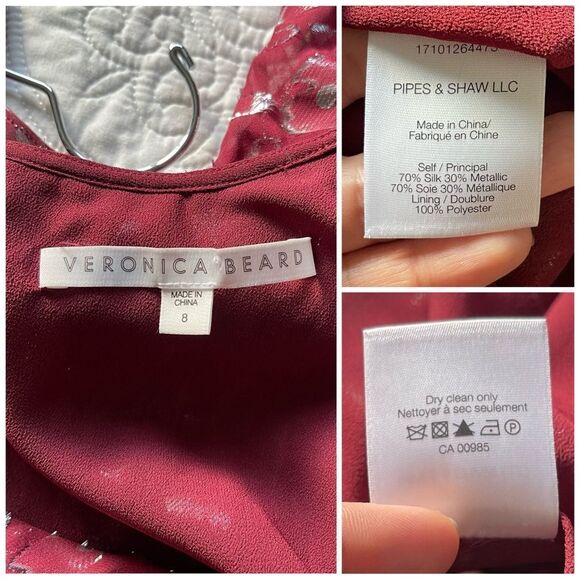 VERONICA BEARD
MADE IN
CHINA
8
PIPES & SHAW LLC
Made in China/
Fabriqué en Chine
Self / Principal
70% Silk 30% Metallic
70% Soie 30% Métallique
Lining / Doublure
100% Polyester
Dry clean only
Nettoyer à sec seulement
P
CA 00985